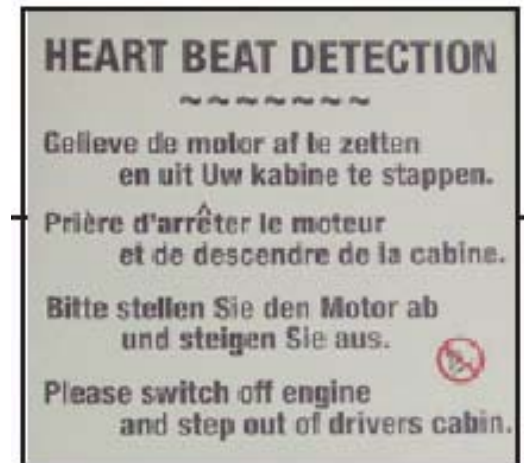 HEART BEAT DETECTION
~~~~~~~
Gelieve de motor af te zetten
en uit Uw kabine te stappen.
Prière d'arrêter le moteur
et de descendre de la cabine.
Bitte stellen Sie den Motor ab
und steigen Sie aus.
Please switch off engine
and step out of drivers cabin.